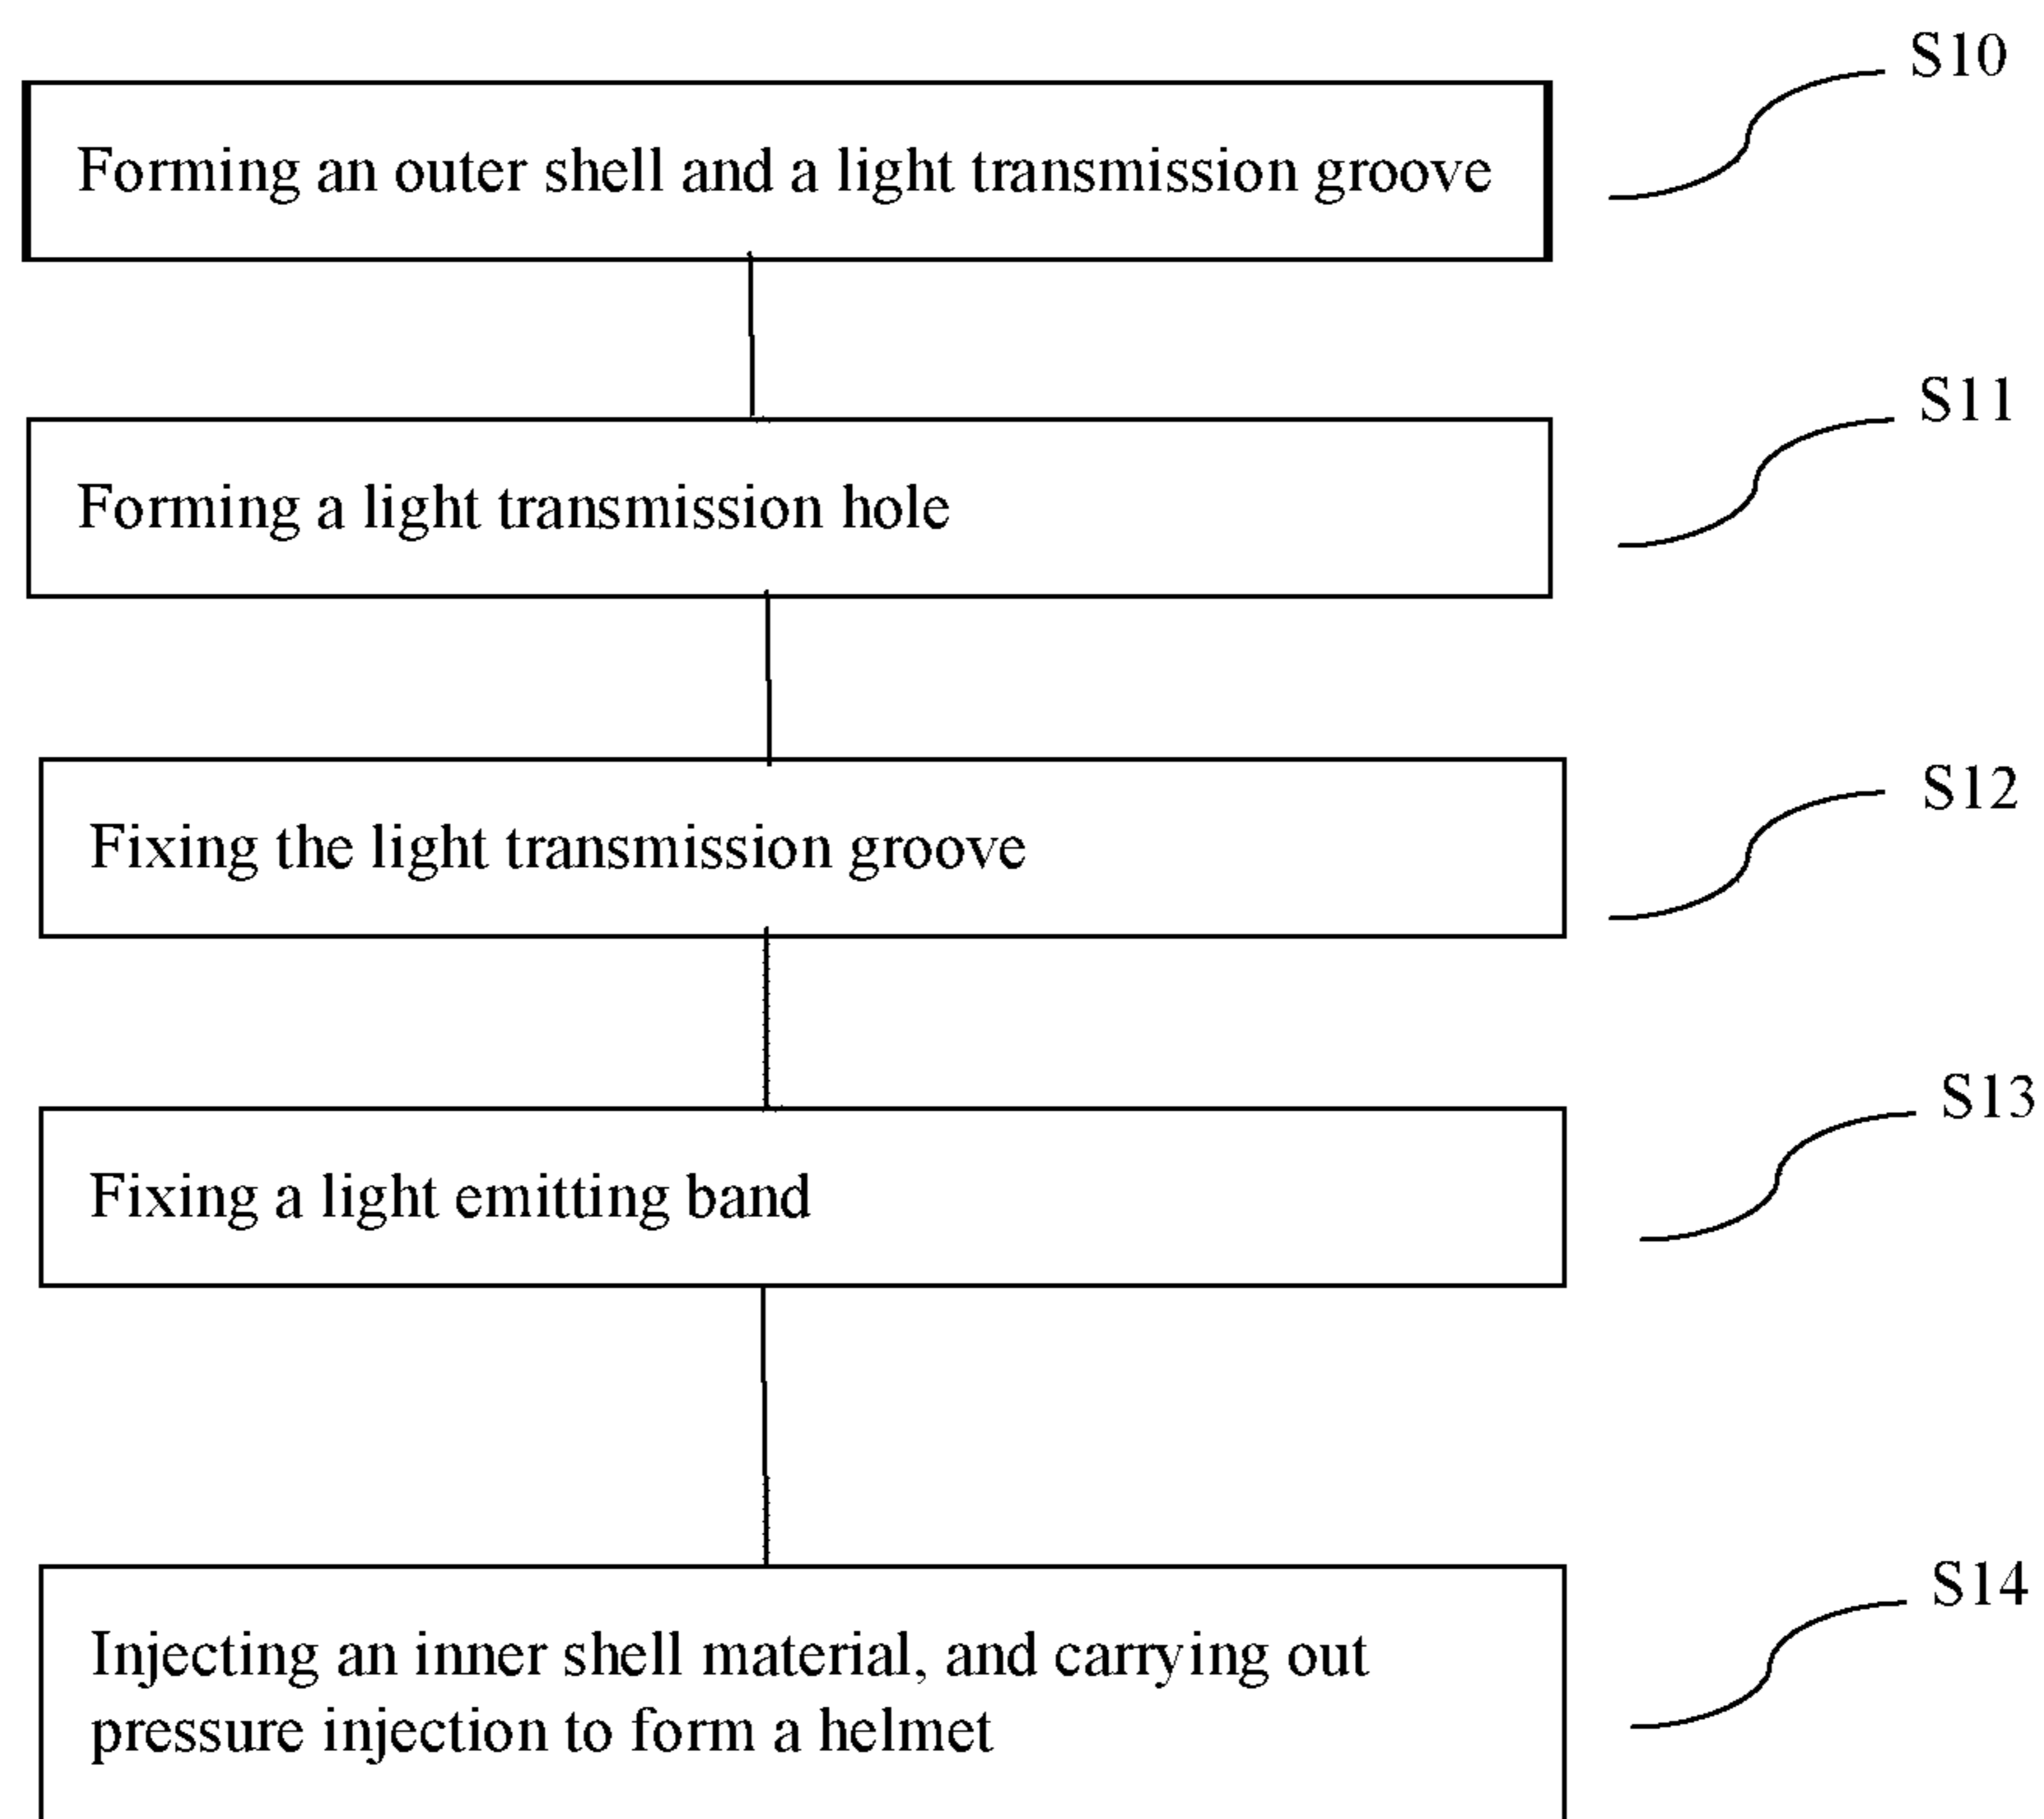 S10
Forming an outer shell and a light transmission groove
S11
Forming a light transmission hole
S12
Fixing the light transmission groove
S13
Fixing a light emitting band
S14
Injecting an inner shell material, and carrying out
pressure injection to form a helmet